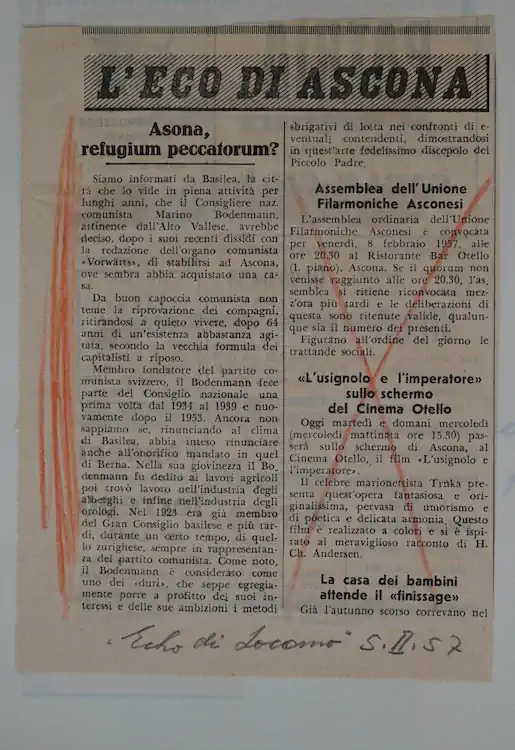 L'ECO DI ASCONA
Asona,
refugium peccatorum?
Siamo informati da Basilea, la cit-
tà che lo vide in piena attività per
lunghi anni, che il Consigliere naz.
comunista Marino Bodenmann,
attinente dall'Alto Vallese, avrebbe
deciso, dopo i suoi recenti dissidi con
la redazione dell'organo comunista
«Vorwärts», di stabilirsi ad Ascona,
ove sembra abbia acquistato una ca-
sa.
Da buon capoccia comunista non
teme la riprovazione dei compagni,
ritirandosi a quieto vivere, dopo 64
anni di un'esistenza abbastanza agi-
tata, secondo la vecchia formula dei
capitalisti a riposo.
Membro fondatore del partito co-
munista svizzero, il Bodenmann fece
parte del Consiglio nazionale una
prima volta dal 1934 al 1939 e nuo-
vamente dopo il 1953. Ancora non
sappiamo se, rinunciando al clima
di Basilea, abbia inteso rinunciare
anche all'onorifico mandato in quel
di Berna. Nella sua giovinezza il Bo-
denmann fu dedito ai lavori agricoli
poi trovò lavoro nell'industria degli
alberghi e infine nell'industria degli
orologi. Nel 1923 era già membro
del Gran Consiglio basilese e più tar-
di, durante un certo tempo, di quel-
lo zurighese, sempre in rappresentan-
za del partito comunista. Come noto,
il Bodenmann è considerato come
uno dei «duri», che seppe egregia-
mente porre a profitto dei suoi in-
teressi e delle sue ambizioni i metodi
sbrigativi di lotta nei confronti di e-
ventuali contendenti, dimostrandosi
in quest'arte fedelissimo discepolo del
Piccolo Padre.
Assemblea dell'Unione
Filarmoniche Asconesi
L'assemblea ordinaria dell'Unione
Filarmoniche Asconesi è convocata
per venerdì, 8 febbraio 1957, alle
ore 20.30 al Ristorante Bar Otello
(I. piano), Ascona. Se il quorum non
venisse raggiunto alle ore 20.30, l'as,
semblea si ritiene riconvocata mez-
z'ora più tardi e le deliberazioni di
questa sono ritenute valide, qualun-
que sia il numero dei presenti.
Figurano all'ordine del giorno le
trattande sociali.
«L'usignolo e l'imperatore»
sullo schermo
del Cinema Otello
Oggi martedì e domani mercoledì
(mercoledì mattinata ore 15.30) pas-
serà sullo schermo di Ascona, al
Cinema Otello, il film «L'usignolo e
l'imperatore».
Il celebre marionettista Trnka pre-
senta quest'opera fantasiosa e ori-
ginalissima, pervasa di umorismo e
di poetica e delicata armonia. Questo
film è realizzato a colori e si è ispi-
rato al meraviglioso racconto di H.
Ch. Andersen.
La casa dei bambini
attende il «finissage»
Già l'autunno scorso correvano nel
"Echo di Locarno" 5.II.57